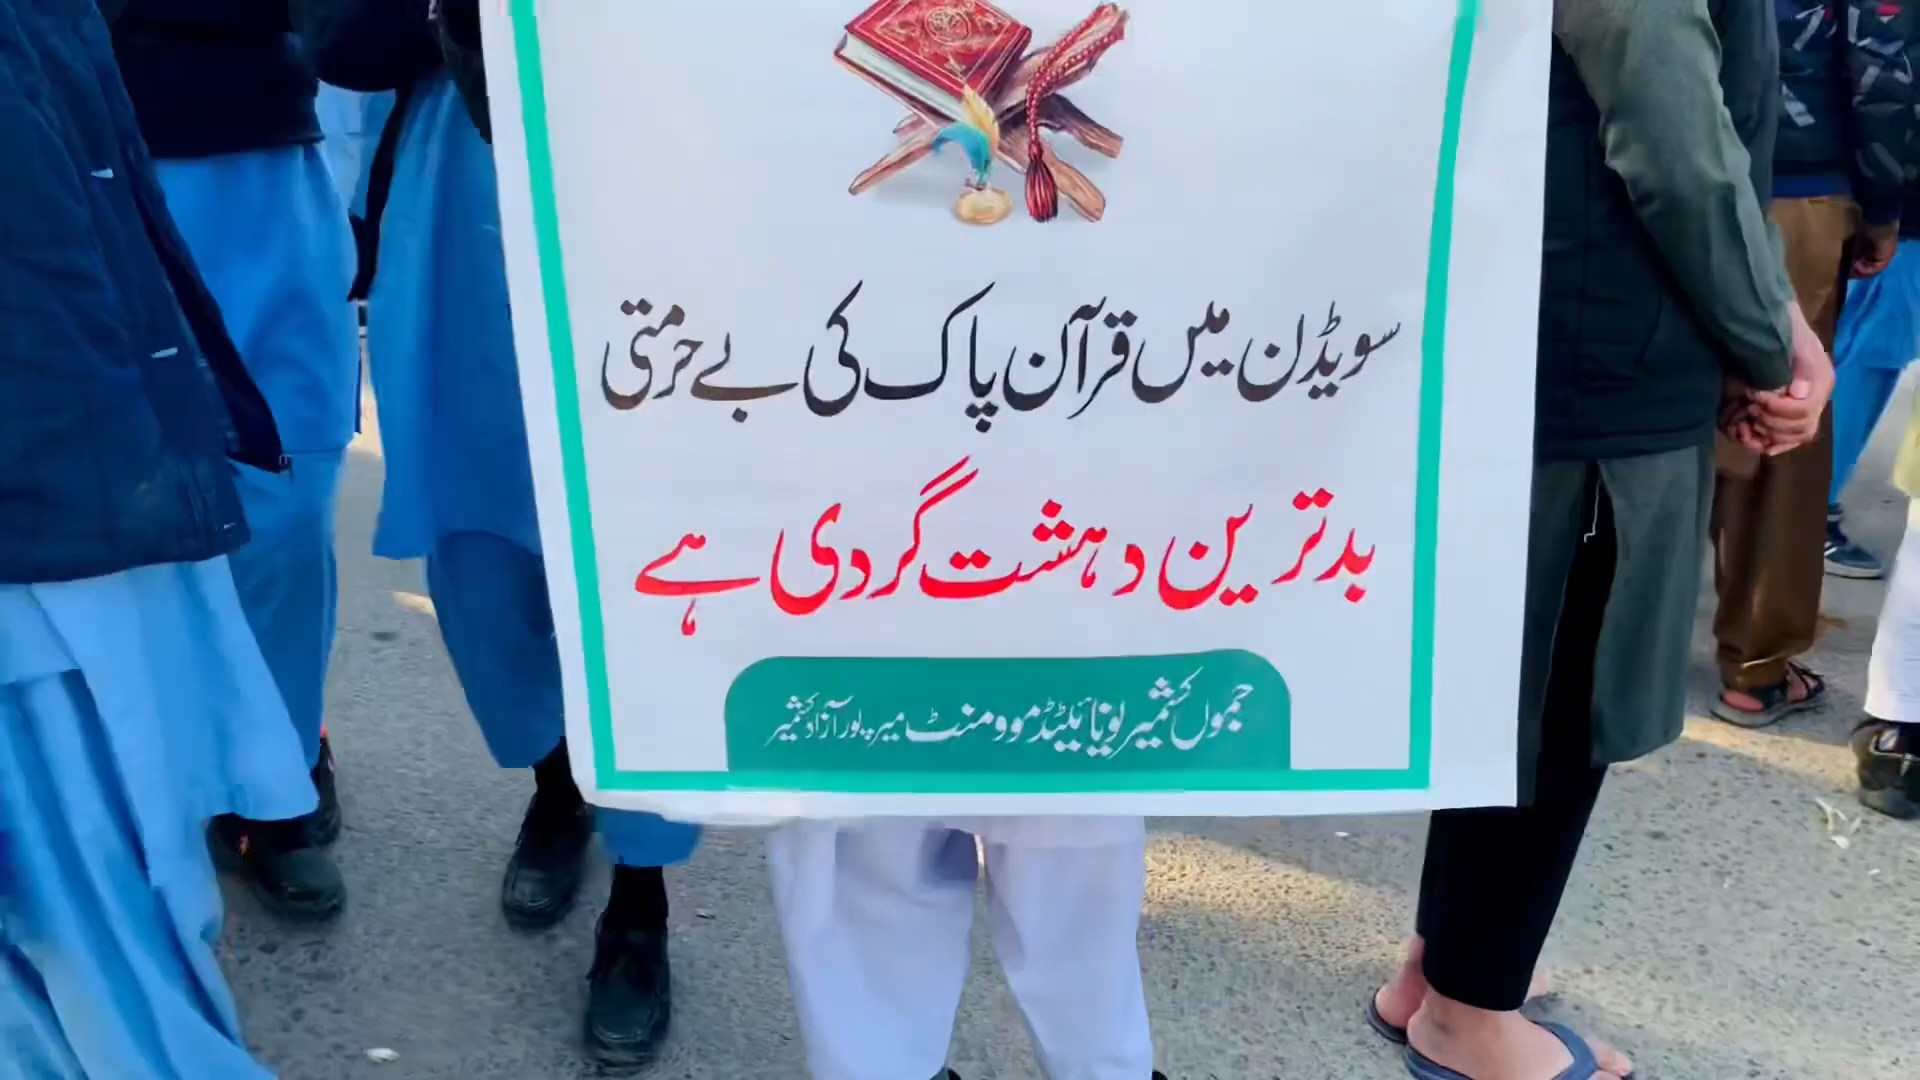 سویڈن میں قرآن پاک کی بے حرمتی
بدترین دہشت گردی ہے
جموں کشمیر یونائیٹڈ موومنٹ میرپور آزاد کشمیر